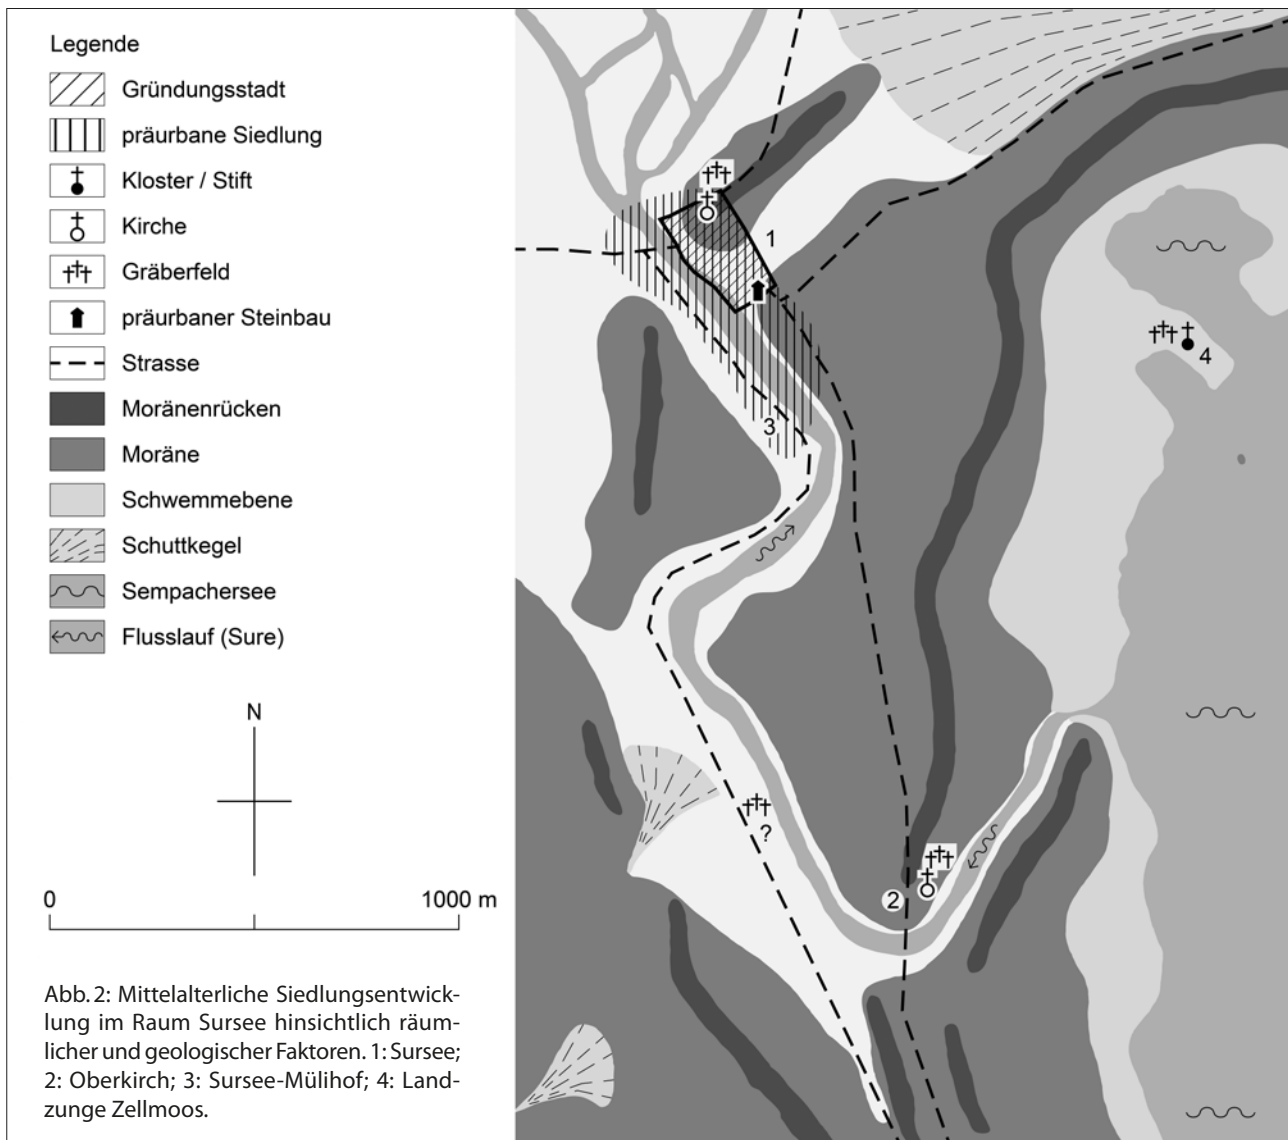 Legende
Gründungsstadt
präurbane Siedlung
Kloster / Stift
Kirche
Gräberfeld
präurbaner Steinbau
Strasse
Moränenrücken
Moräne
Schwemmebene
Schuttkegel
Sempachersee
Flusslauf (Sure)
N
0 1000 m
Abb. 2: Mittelalterliche Siedlungsentwick-
lung im Raum Sursee hinsichtlich räum-
licher und geologischer Faktoren. 1: Sursee;
2: Oberkirch; 3: Sursee-Mülihof; 4: Land-
zunge Zellmoos.
1
4
3
?
2